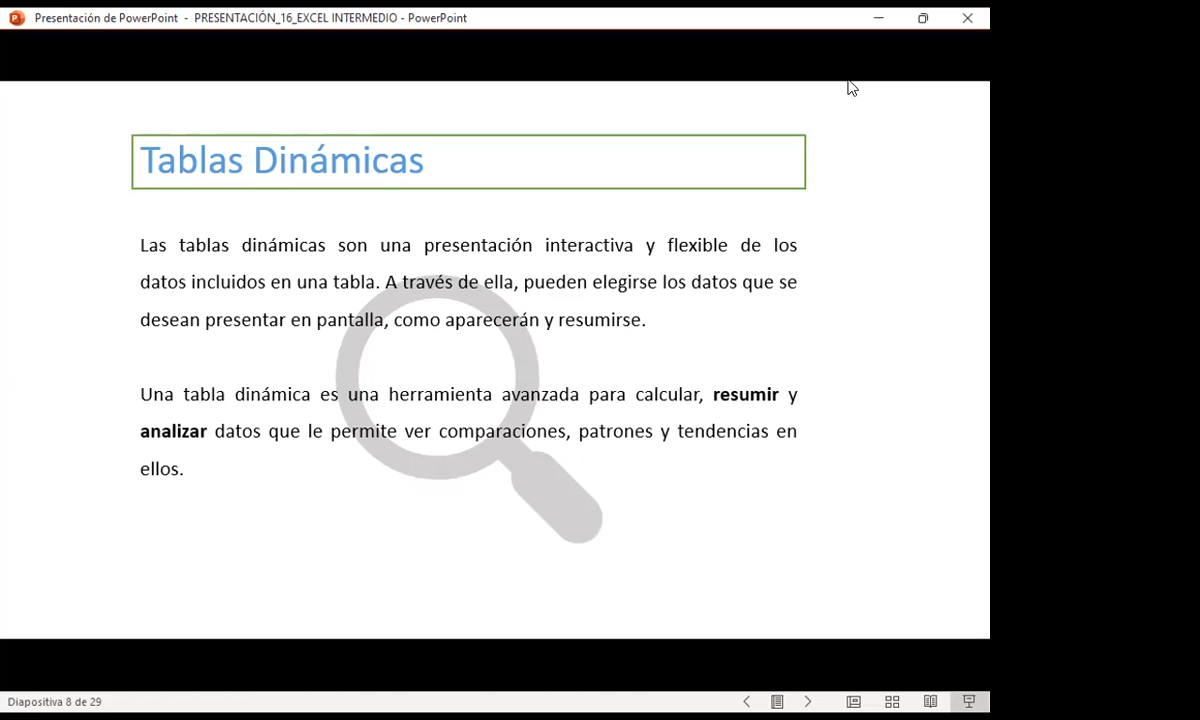 Presentación de PowerPoint - PRESENTACIÓN_16_EXCEL INTERMEDIO - PowerPoint
Tablas Dinámicas
Las tablas dinámicas son una presentación interactiva y flexible de los
datos incluidos en una tabla. A través de ella, pueden elegirse los datos que se
desean presentar en pantalla, como aparecerán y resumirse.
Una tabla dinámica es una herramienta avanzada para calcular, resumir y
analizar datos que le permite ver comparaciones, patrones y tendencias en
ellos.
Diapositiva 8 de 29